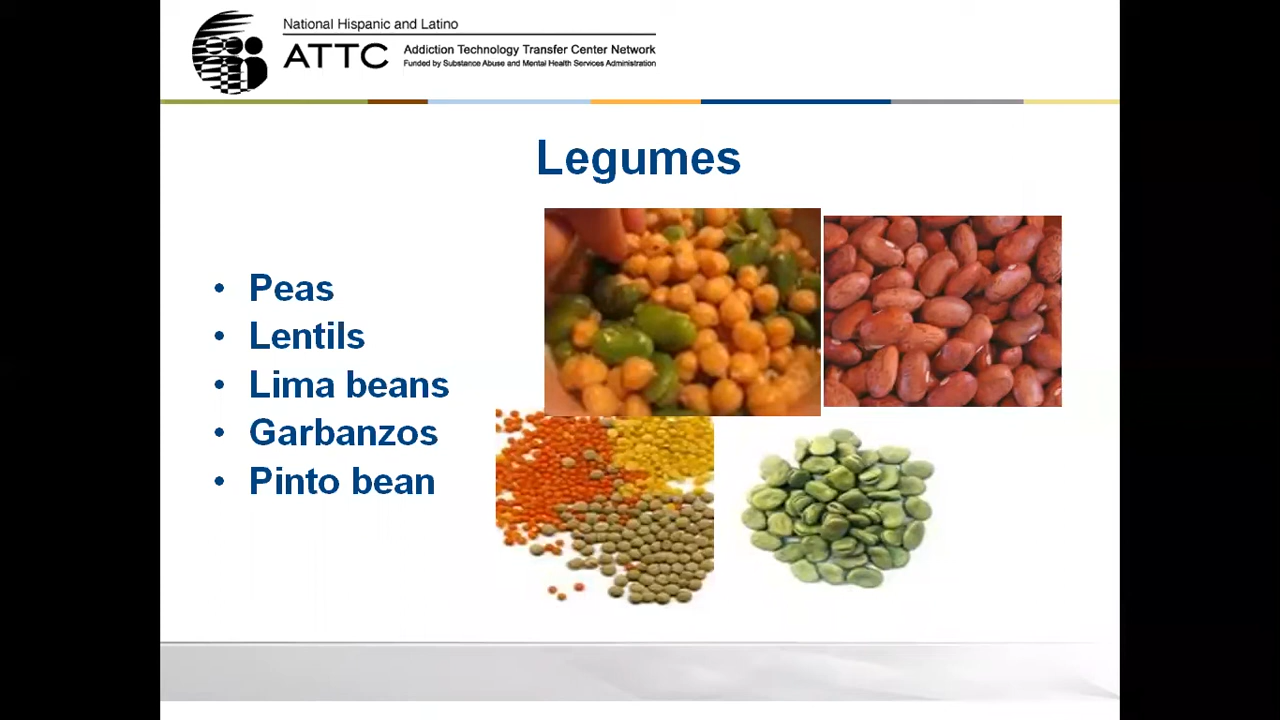 National Hispanic and Latino
ATTC
Addiction Technology Transfer Center Network
Funded by Substance Abuse and Mental Health Services Administration
Legumes
• Peas
• Lentils
• Lima beans
• Garbanzos
• Pinto bean